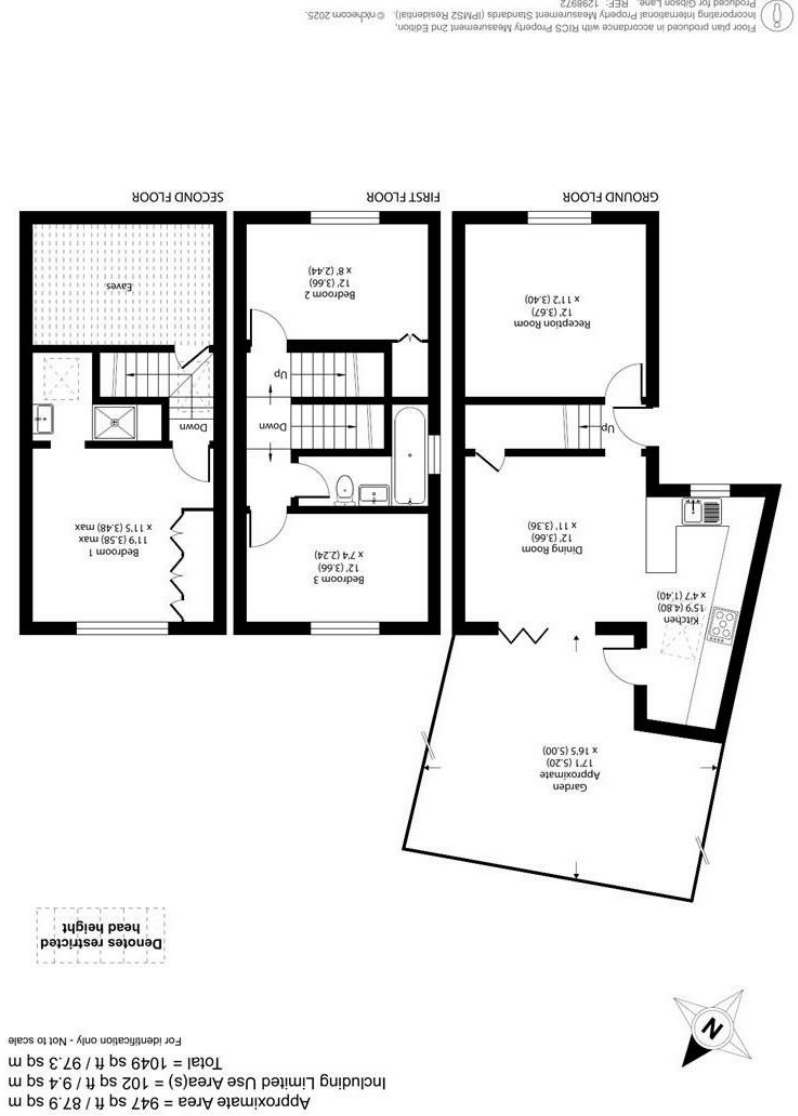 Approximate Area = 947 sq ft / 87.9 sq m
Including Limited Use Area(s) = 102 sq ft / 9.4 sq m
Total = 1049 sq ft / 97.3 sq m
For identification only - Not to scale
N
Denotes restricted
head height
Garden
Approximate
17'1 (5.20)
x 16'5 (5.00)
Kitchen
15'9 (4.80)
x 4'7 (1.40)
Dining Room
12' (3.66)
x 11' (3.36)
Up
Reception Room
12' (3.67)
x 11'2 (3.40)
GROUND FLOOR
Bedroom 3
12' (3.66)
x 7'4 (2.24)
Down
Up
Bedroom 2
12' (3.66)
x 8' (2.44)
FIRST FLOOR
Bedroom 1
11'9 (3.58) max
x 11'5 (3.48) max
Down
Eaves
SECOND FLOOR
Floor plan produced in accordance with RICS Property Measurement 2nd Edition,
Incorporating International Property Measurement Standards (IPMS2 Residential). © nichecom 2025.
Produced for Gibson Lane. REF: 1298972